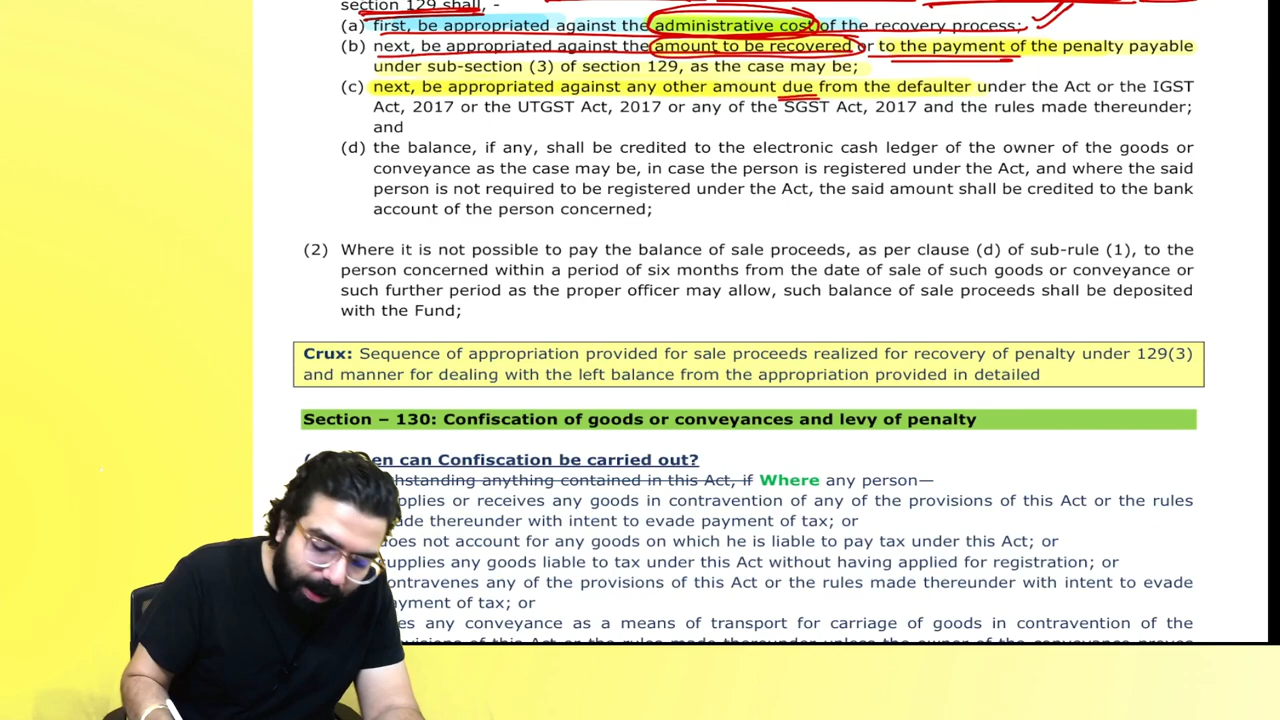 section 129 shall, -
(a) first, be appropriated against the administrative cost of the recovery process;
(b) next, be appropriated against the amount to be recovered or to the payment of the penalty payable
under sub-section (3) of section 129, as the case may be;
(c) next, be appropriated against any other amount due from the defaulter under the Act or the IGST
Act, 2017 or the UTGST Act, 2017 or any of the SGST Act, 2017 and the rules made thereunder;
and
(d) the balance, if any, shall be credited to the electronic cash ledger of the owner of the goods or
conveyance as the case may be, in case the person is registered under the Act, and where the said
person is not required to be registered under the Act, the said amount shall be credited to the bank
account of the person concerned;
(2) Where it is not possible to pay the balance of sale proceeds, as per clause (d) of sub-rule (1), to the
person concerned within a period of six months from the date of sale of such goods or conveyance or
such further period as the proper officer may allow, such balance of sale proceeds shall be deposited
with the Fund;
Crux: Sequence of appropriation provided for sale proceeds realized for recovery of penalty under 129(3)
and manner for dealing with the left balance from the appropriation provided in detailed
Section – 130: Confiscation of goods or conveyances and levy of penalty
can Confiscation be carried out?
anything contained in this Act, if Where any person—
or receives any goods in contravention of any of the provisions of this Act or the rules
thereunder with intent to evade payment of tax; or
does not account for any goods on which he is liable to pay tax under this Act; or
supplies any goods liable to tax under this Act without having applied for registration; or
any of the provisions of this Act or the rules made thereunder with intent to evade
of tax; or
any conveyance as a means of transport for carriage of goods in contravention of the
of this Act or the rules made thereunder unless the owner of the conveyance proves